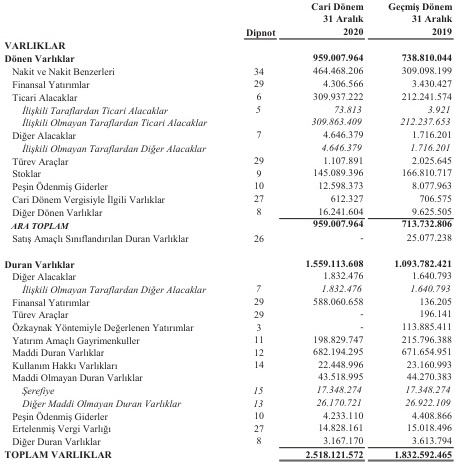 Cari Dönem Geçmiş Dönem
31 Aralık 31 Aralık
Dipnot 2020 2019
VARLIKLAR
Dönen Varlıklar 959.007.964 738.810.044
Nakit ve Nakit Benzerleri 34 464.468.206 309.098.199
Finansal Yatırımlar 29 4.306.566 3.430.427
Ticari Alacaklar 6 309.937.222 212.241.574
İlişkili Taraflardan Ticari Alacaklar 5 73.813 3.921
İlişkili Olmayan Taraflardan Ticari Alacaklar 309.863.409 212.237.653
Diğer Alacaklar 7 4.646.379 1.716.201
İlişkili Olmayan Taraflardan Diğer Alacaklar 4.646.379 1.716.201
Türev Araçlar 29 1.107.891 2.025.645
Stoklar 9 145.089.396 166.810.717
Peşin Ödenmiş Giderler 10 12.598.373 8.077.963
Cari Dönem Vergisiyle İlgili Varlıklar 27 612.327 706.575
Diğer Dönen Varlıklar 8 16.241.604 9.625.505
ARA TOPLAM 959.007.964 713.732.806
Satış Amaçlı Sınıflandırılan Duran Varlıklar 26 - 25.077.238
Duran Varlıklar 1.559.113.608 1.093.782.421
Diğer Alacaklar 1.832.476 1.640.793
İlişkili Olmayan Taraflardan Diğer Alacaklar 7 1.832.476 1.640.793
Finansal Yatırımlar 29 588.060.658 136.205
Türev Araçlar 29 - 196.141
Özkaynak Yöntemiyle Değerlenen Yatırımlar 3 - 113.885.411
Yatırım Amaçlı Gayrimenkuller 11 198.829.747 215.796.388
Maddi Duran Varlıklar 12 682.194.295 671.654.951
Kullanım Hakkı Varlıkları 14 22.448.996 23.160.993
Maddi Olmayan Duran Varlıklar 43.518.995 44.270.383
Şerefiye 15 17.348.274 17.348.274
Diğer Maddi Olmayan Duran Varlıklar 13 26.170.721 26.922.109
Peşin Ödenmiş Giderler 10 4.233.110 4.408.866
Ertelenmiş Vergi Varlığı 27 14.828.161 15.018.496
Diğer Duran Varlıklar 8 3.167.170 3.613.794
TOPLAM VARLIKLAR 2.518.121.572 1.832.592.465